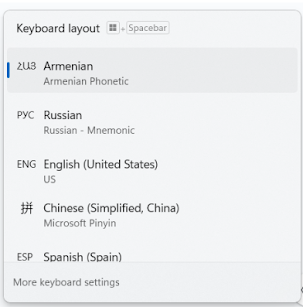 Keyboard layout + Spacebar
ՀԱՅ Armenian
Armenian Phonetic
РУС Russian
Russian - Mnemonic
ENG English (United States)
US
拼 Chinese (Simplified, China)
Microsoft Pinyin
ESP Spanish (Spain)
More keyboard settings